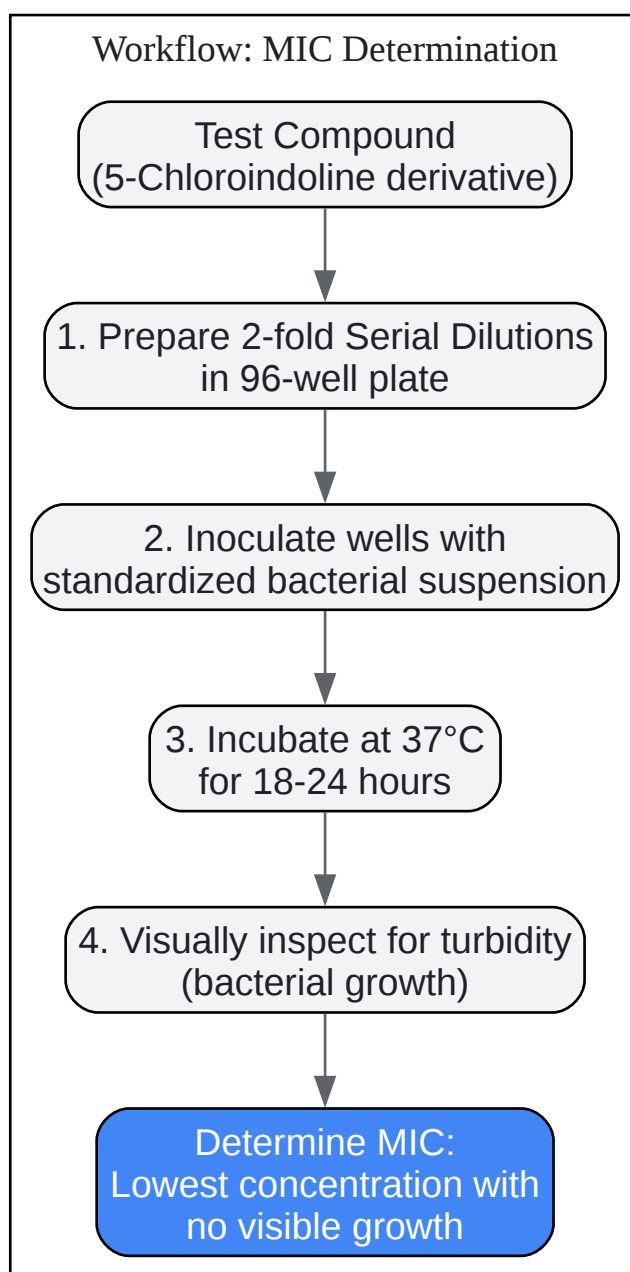 Workflow: MIC Determination
Test Compound
(5-Chloroindoline derivative)
1. Prepare 2-fold Serial Dilutions
in 96-well plate
2. Inoculate wells with
standardized bacterial suspension
3. Incubate at 37°C
for 18-24 hours
4. Visually inspect for turbidity
(bacterial growth)
Determine MIC:
Lowest concentration with
no visible growth